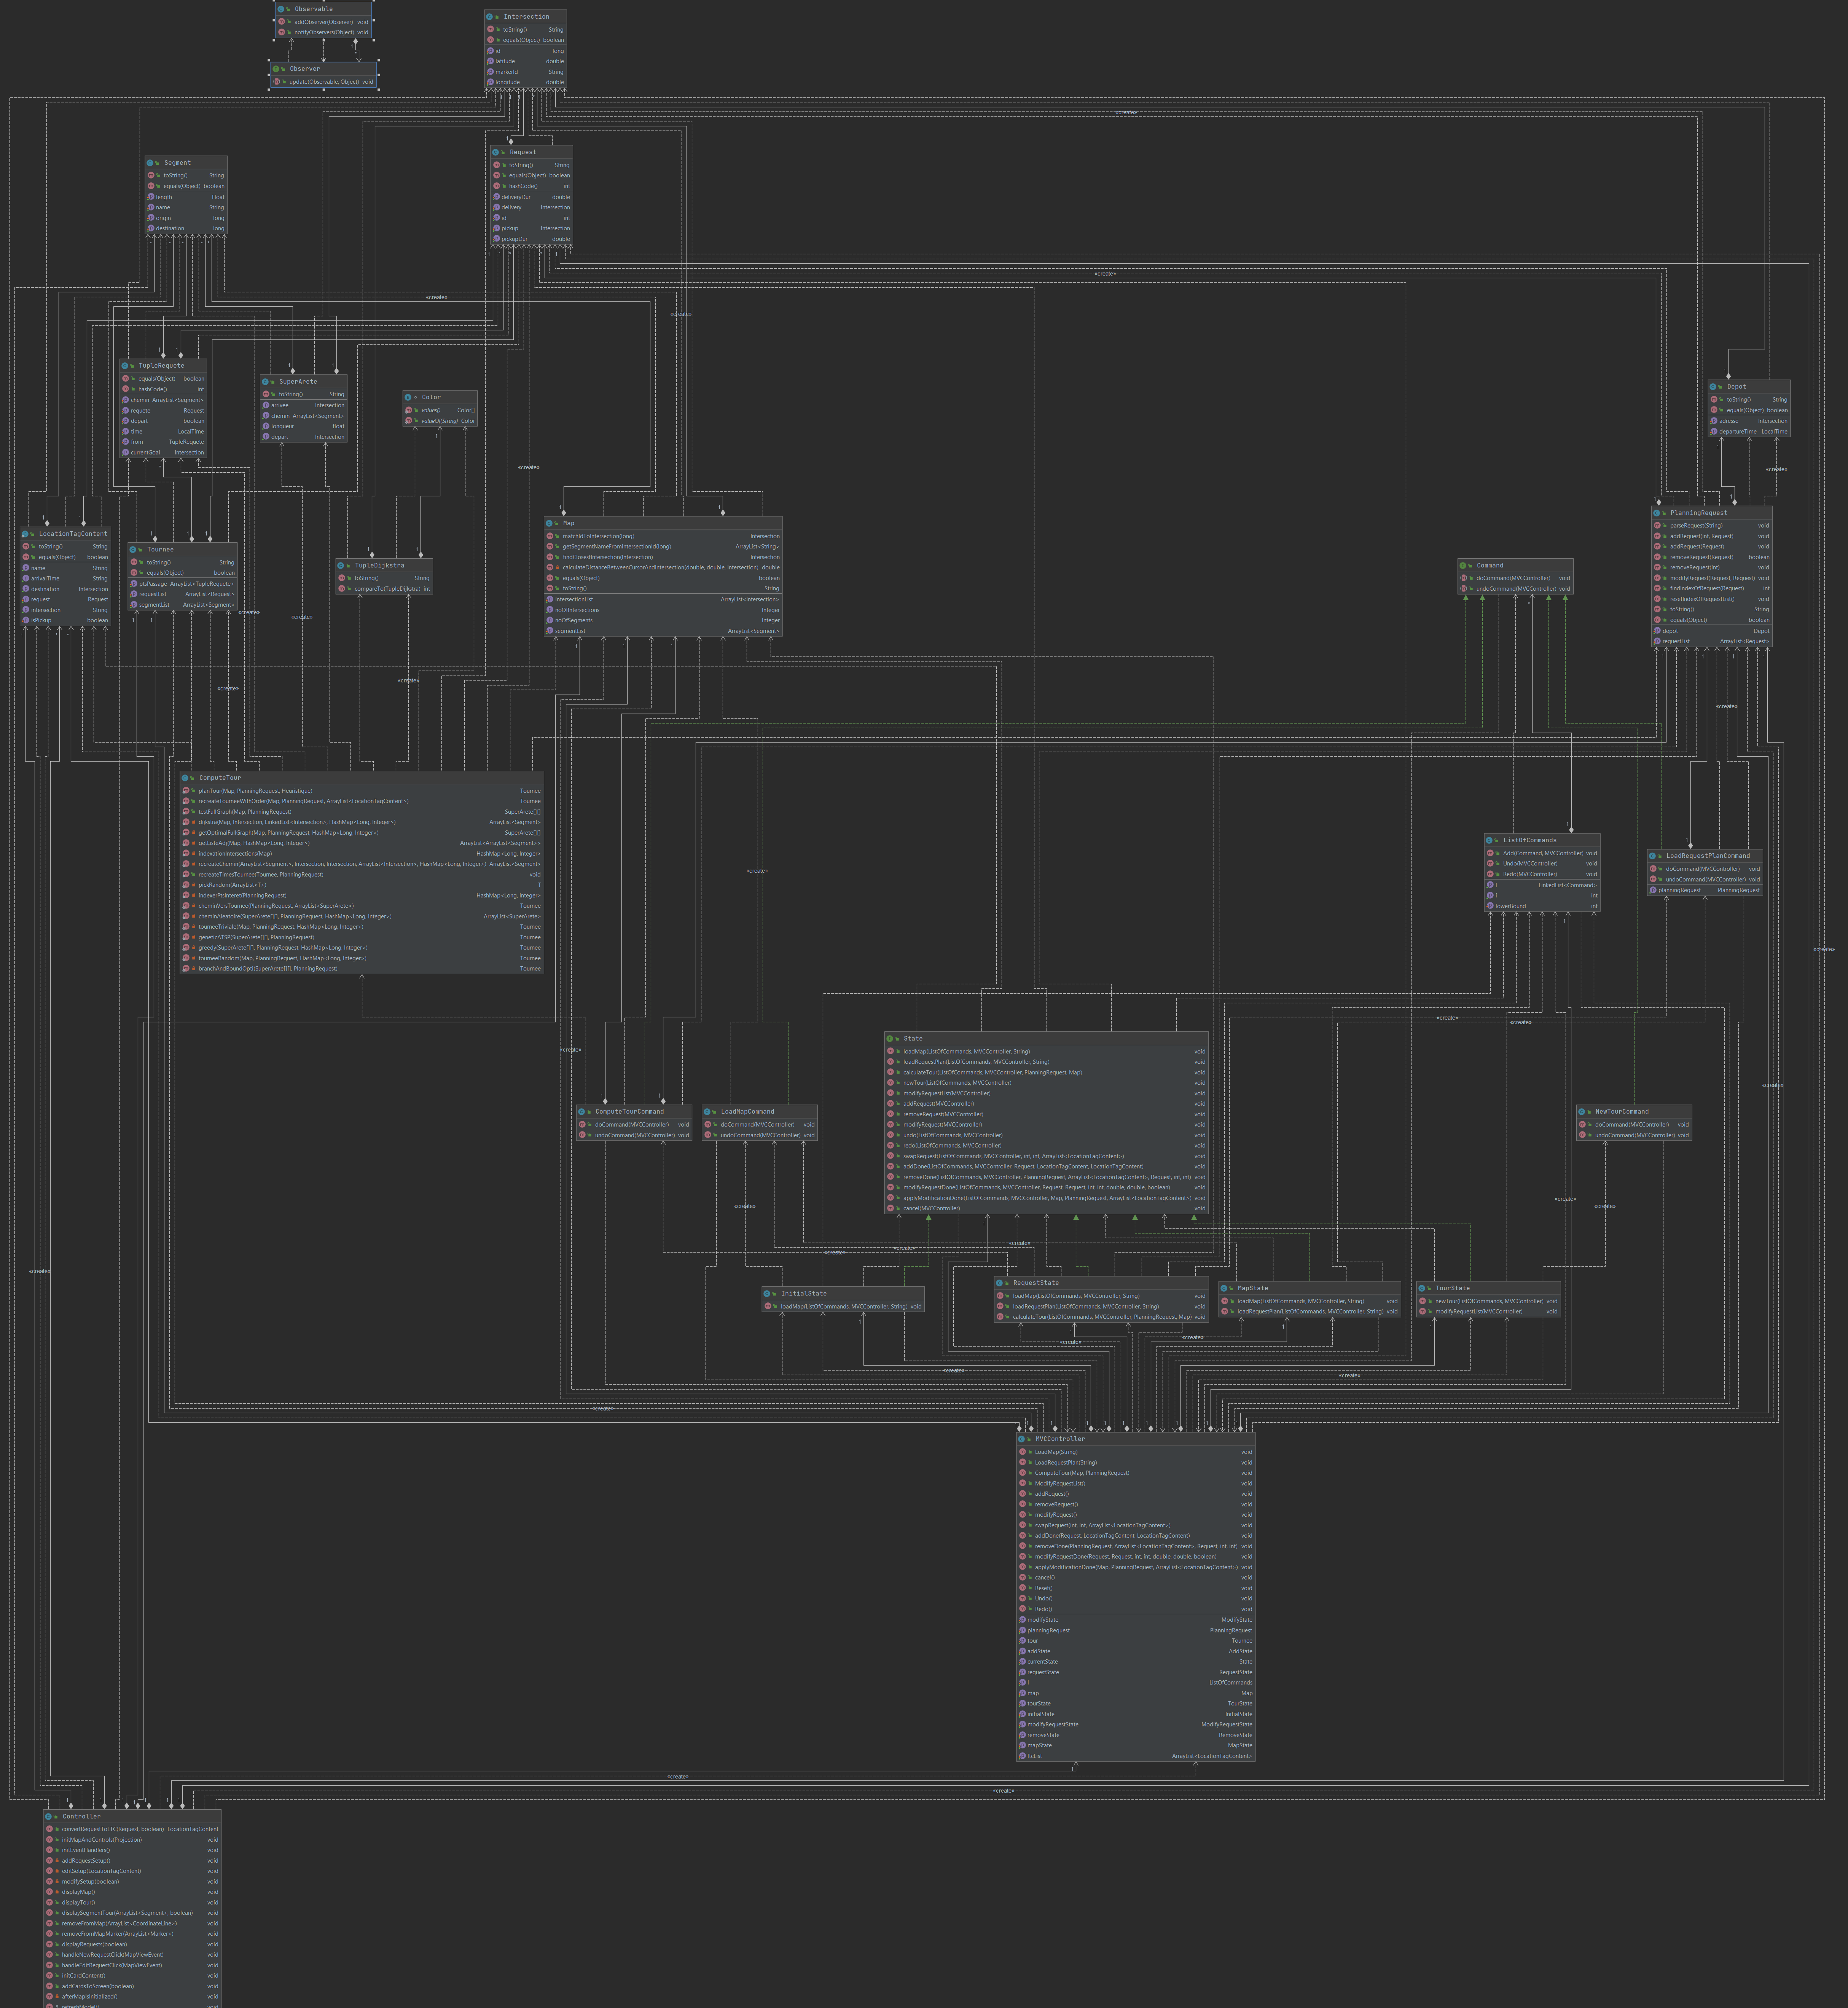 Observable
addObserver(Observer) void
notifyObservers(Object) void
Observer
update(Observable, Object) void
Intersection
toString() String
equals(Object) boolean
id long
latitude double
markerId String
longitude double
«create»
Segment
toString() String
equals(Object) boolean
length Float
name String
origin long
destination long
Request
toString() String
equals(Object) boolean
hashCode() int
deliveryDur double
delivery Intersection
id int
pickup Intersection
pickupDur double
«create»
«create»
«create»
TupleRequete
equals(Object) boolean
hashCode() int
chemin ArrayList<Segment>
requete Request
depart boolean
time LocalTime
from TupleRequete
currentGoal Intersection
SuperArete
toString() String
arrivee Intersection
chemin ArrayList<Segment>
longueur float
depart Intersection
Color
values() Color[]
valueOf(String) Color
Depot
toString() String
equals(Object) boolean
adresse Intersection
departureTime LocalTime
«create»
«create»
LocationTagContent
toString() String
equals(Object) boolean
name String
arrivalTime String
destination Intersection
request Request
intersection String
isPickup boolean
Tournee
toString() String
equals(Object) boolean
ptsPassage ArrayList<TupleRequete>
requestList ArrayList<Request>
segmentList ArrayList<Segment>
TupleDijkstra
toString() String
compareTo(TupleDijkstra) int
Map
matchIdToIntersection(long) Intersection
getSegmentNameFromIntersectionId(long) ArrayList<String>
findClosestIntersection(Intersection) Intersection
calculateDistanceBetweenCursorAndIntersection(double, double, Intersection) double
equals(Object) boolean
toString() String
intersectionList ArrayList<Intersection>
noOfIntersections Integer
noOfSegments Integer
segmentList ArrayList<Segment>
Command
doCommand(MVCController) void
undoCommand(MVCController) void
PlanningRequest
parseRequest(String) void
addRequest(int, Request) void
addRequest(Request) void
removeRequest(Request) boolean
removeRequest(int) void
modifyRequest(Request, Request) void
findIndexOfRequest(Request) int
resetIndexOfRequestList() void
toString() String
equals(Object) boolean
depot Depot
requestList ArrayList<Request>
«create»
«create»
«create»
«create»
«create»
ComputeTour
planTour(Map, PlanningRequest, Heuristique) Tournee
recreateTourneeWithOrder(Map, PlanningRequest, ArrayList<LocationTagContent>) Tournee
testFullGraph(Map, PlanningRequest) SuperArete[][]
dijkstra(Map, Intersection, LinkedList<Intersection>, HashMap<Long, Integer>) ArrayList<Segment>
getOptimalFullGraph(Map, PlanningRequest, HashMap<Long, Integer>) SuperArete[][]
getListeAdj(Map, HashMap<Long, Integer>) ArrayList<ArrayList<Segment>>
indexationIntersections(Map) HashMap<Long, Integer>
recreateChemin(ArrayList<Segment>, Intersection, Intersection, ArrayList<Intersection>, HashMap<Long, Integer>) ArrayList<Segment>
recreateTimesTournee(Tournee, PlanningRequest) void
pickRandom(ArrayList<T>) T
indexerPtsInteret(PlanningRequest) HashMap<Long, Integer>
cheminVersTournee(PlanningRequest, ArrayList<SuperArete>) Tournee
cheminAleatoire(SuperArete[][], PlanningRequest, HashMap<Long, Integer>) ArrayList<SuperArete>
tourneeTriviale(Map, PlanningRequest, HashMap<Long, Integer>) Tournee
geneticATSP(SuperArete[][], PlanningRequest) Tournee
greedy(SuperArete[][], PlanningRequest, HashMap<Long, Integer>) Tournee
tourneeRandom(Map, PlanningRequest, HashMap<Long, Integer>) Tournee
branchAndBoundOpti(SuperArete[][], PlanningRequest) Tournee
«create»
ListOfCommands
Add(Command, MVCController) void
Undo(MVCController) void
Redo(MVCController) void
l LinkedList<Command>
i int
lowerBound int
LoadRequestPlanCommand
doCommand(MVCController) void
undoCommand(MVCController) void
planningRequest PlanningRequest
«create»
«create»
«create»
«create»
State
loadMap(ListOfCommands, MVCController, String) void
loadRequestPlan(ListOfCommands, MVCController, String) void
calculateTour(ListOfCommands, MVCController, PlanningRequest, Map) void
newTour(ListOfCommands, MVCController) void
modifyRequestList(MVCController) void
addRequest(MVCController) void
removeRequest(MVCController) void
modifyRequest(MVCController) void
undo(ListOfCommands, MVCController) void
redo(ListOfCommands, MVCController) void
swapRequest(ListOfCommands, MVCController, int, int, ArrayList<LocationTagContent>) void
addDone(ListOfCommands, MVCController, Request, LocationTagContent, LocationTagContent) void
removeDone(ListOfCommands, MVCController, PlanningRequest, ArrayList<LocationTagContent>, Request, int, int) void
modifyRequestDone(ListOfCommands, MVCController, Request, Request, int, int, double, double, boolean) void
applyModificationDone(ListOfCommands, MVCController, Map, PlanningRequest, ArrayList<LocationTagContent>) void
cancel(MVCController) void
«create»
«create»
ComputeTourCommand
doCommand(MVCController) void
undoCommand(MVCController) void
LoadMapCommand
doCommand(MVCController) void
undoCommand(MVCController) void
NewTourCommand
doCommand(MVCController) void
undoCommand(MVCController) void
«create»
«create»
«create»
«create»
«create»
«create»
«create»
InitialState
loadMap(ListOfCommands, MVCController, String) void
RequestState
loadMap(ListOfCommands, MVCController, String) void
loadRequestPlan(ListOfCommands, MVCController, String) void
calculateTour(ListOfCommands, MVCController, PlanningRequest, Map) void
MapState
loadMap(ListOfCommands, MVCController, String) void
loadRequestPlan(ListOfCommands, MVCController, String) void
TourState
newTour(ListOfCommands, MVCController) void
modifyRequestList(MVCController) void
«create»
«create»
«create»
«create»
«create»
MVCController
LoadMap(String) void
LoadRequestPlan(String) void
ComputeTour(Map, PlanningRequest) void
ModifyRequestList() void
addRequest() void
removeRequest() void
modifyRequest() void
swapRequest(int, int, ArrayList<LocationTagContent>) void
addDone(Request, LocationTagContent, LocationTagContent) void
removeDone(PlanningRequest, ArrayList<LocationTagContent>, Request, int, int) void
modifyRequestDone(Request, Request, int, int, double, double, boolean) void
applyModificationDone(Map, PlanningRequest, ArrayList<LocationTagContent>) void
cancel() void
Reset() void
Undo() void
Redo() void
modifyState ModifyState
planningRequest PlanningRequest
tour Tournee
addState AddState
currentState State
requestState RequestState
l ListOfCommands
map Map
tourState TourState
initialState InitialState
modifyRequestState ModifyRequestState
removeState RemoveState
mapState MapState
ltcList ArrayList<LocationTagContent>
«create»
«create»
Controller
convertRequestToLTC(Request, boolean) LocationTagContent
initMapAndControls(Projection) void
initEventHandlers() void
addRequestSetup() void
editSetup(LocationTagContent) void
modifySetup(boolean) void
displayMap() void
displayTour() void
displaySegmentTour(ArrayList<Segment>, boolean) void
removeFromMap(ArrayList<CoordinateLine>) void
removeFromMapMarker(ArrayList<Marker>) void
displayRequests(boolean) void
handleNewRequestClick(MapViewEvent) void
handleEditRequestClick(MapViewEvent) void
initCardContent() void
addCardsToScreen(boolean) void
afterMapIsInitialized() void
refreshModel() void